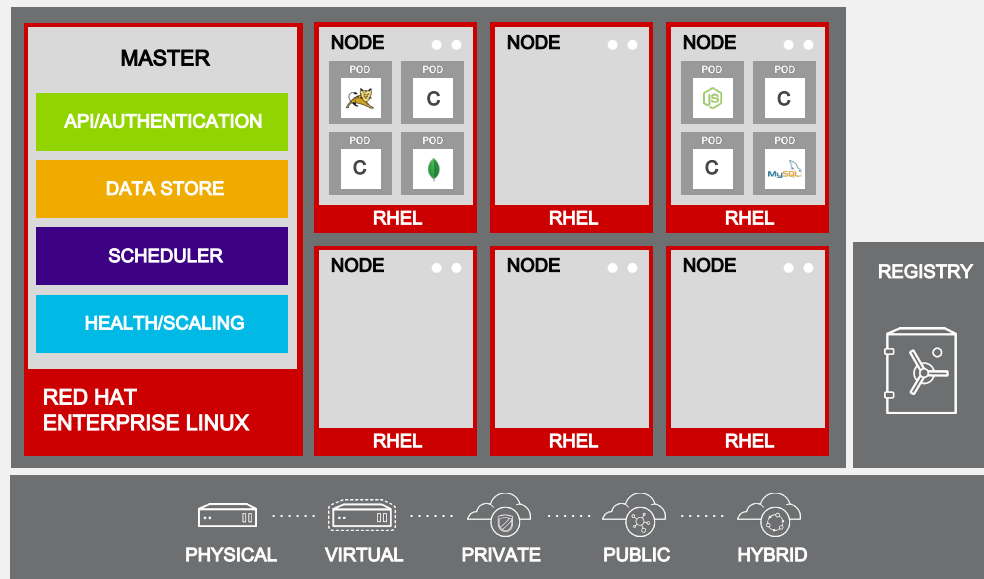 MASTER
API/AUTHENTICATION
DATA STORE
SCHEDULER
HEALTH/SCALING
RED HAT
ENTERPRISE LINUX
NODE
POD
POD
C
POD
POD
C
RHEL
NODE
RHEL
NODE
POD
POD
JS
C
POD
POD
C
MySQL
RHEL
NODE
RHEL
NODE
RHEL
NODE
RHEL
REGISTRY
PHYSICAL
VIRTUAL
PRIVATE
PUBLIC
HYBRID